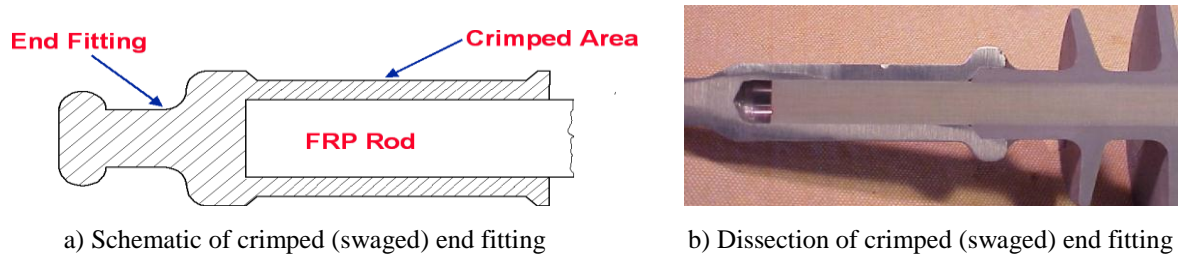 End Fitting
Crimped Area
FRP Rod
a) Schematic of crimped (swaged) end fitting
b) Dissection of crimped (swaged) end fitting